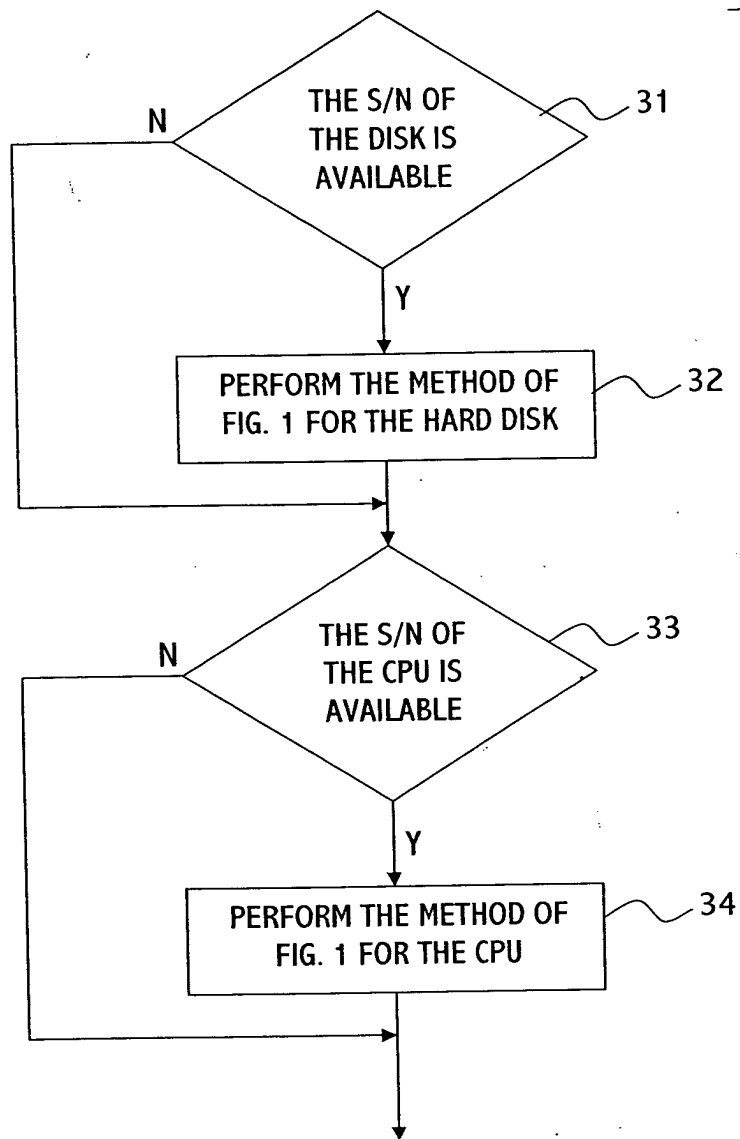 THE S/N OF
THE DISK IS
AVAILABLE
31
N
Y
PERFORM THE METHOD OF
FIG. 1 FOR THE HARD DISK
32
THE S/N OF
THE CPU IS
AVAILABLE
33
N
Y
PERFORM THE METHOD OF
FIG. 1 FOR THE CPU
34